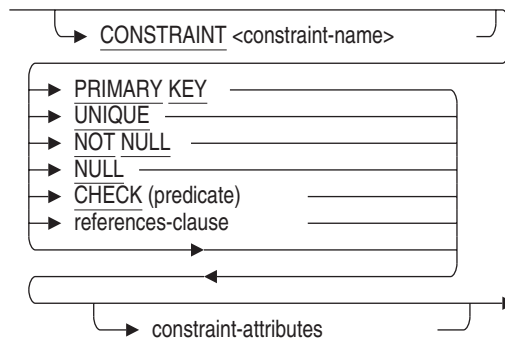 CONSTRAINT <constraint-name>
PRIMARY KEY
UNIQUE
NOT NULL
NULL
CHECK (predicate)
references-clause
constraint-attributes